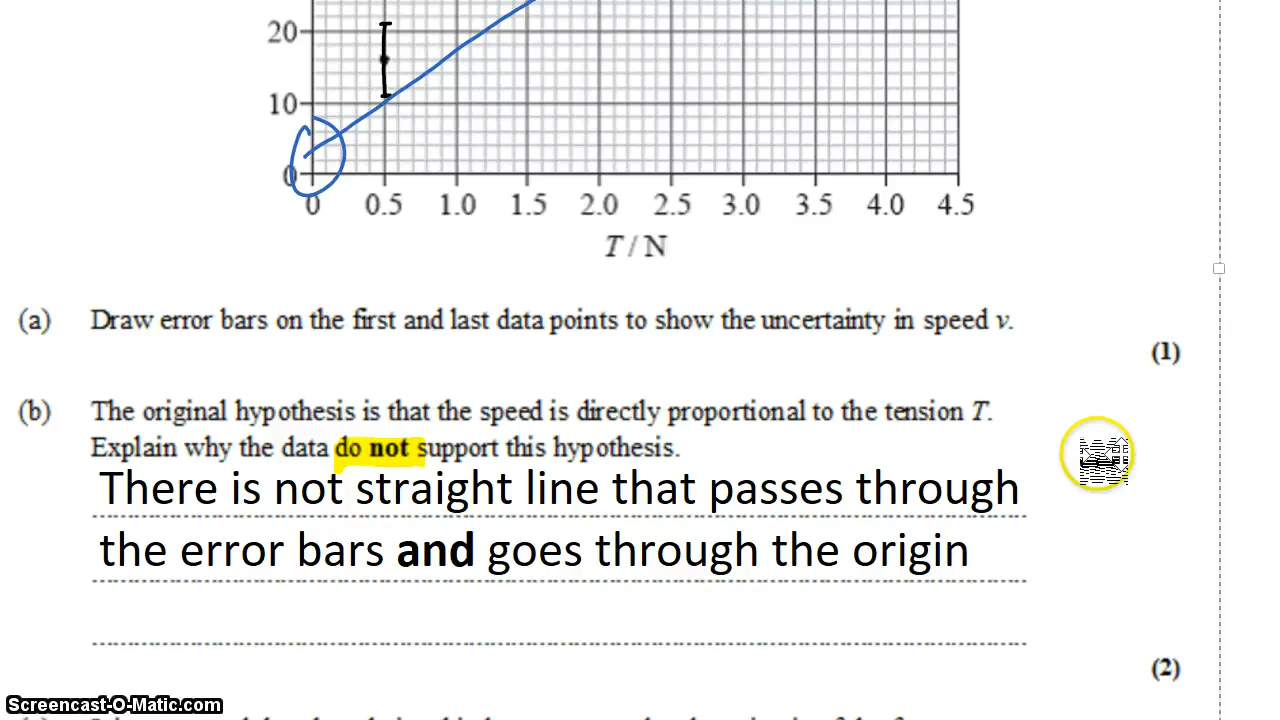 20
10
0
0 0.5 1.0 1.5 2.0 2.5 3.0 3.5 4.0 4.5
T / N
(a) Draw error bars on the first and last data points to show the uncertainty in speed v.
(1)
(b) The original hypothesis is that the speed is directly proportional to the tension T.
Explain why the data do not support this hypothesis.
There is not straight line that passes through
the error bars and goes through the origin
(2)
Screencast-O-Matic.com